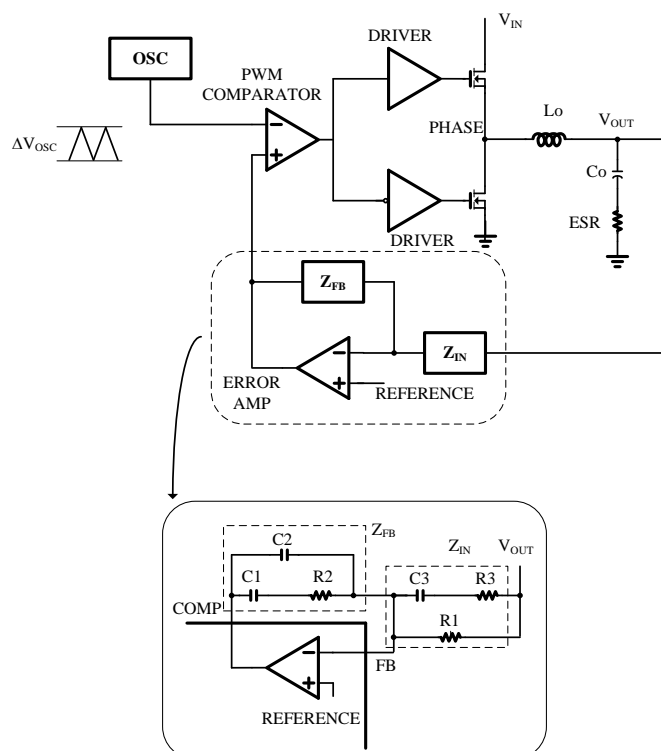 DRIVER
V_IN
OSC
PWM
COMPARATOR
−
+
ΔV_OSC
PHASE
Lo
V_OUT
Co
ESR
DRIVER
Z_FB
−
+
Z_IN
ERROR
AMP
REFERENCE
Z_FB
C2
Z_IN
V_OUT
C1
R2
C3
R3
COMP
R1
−
+
FB
REFERENCE